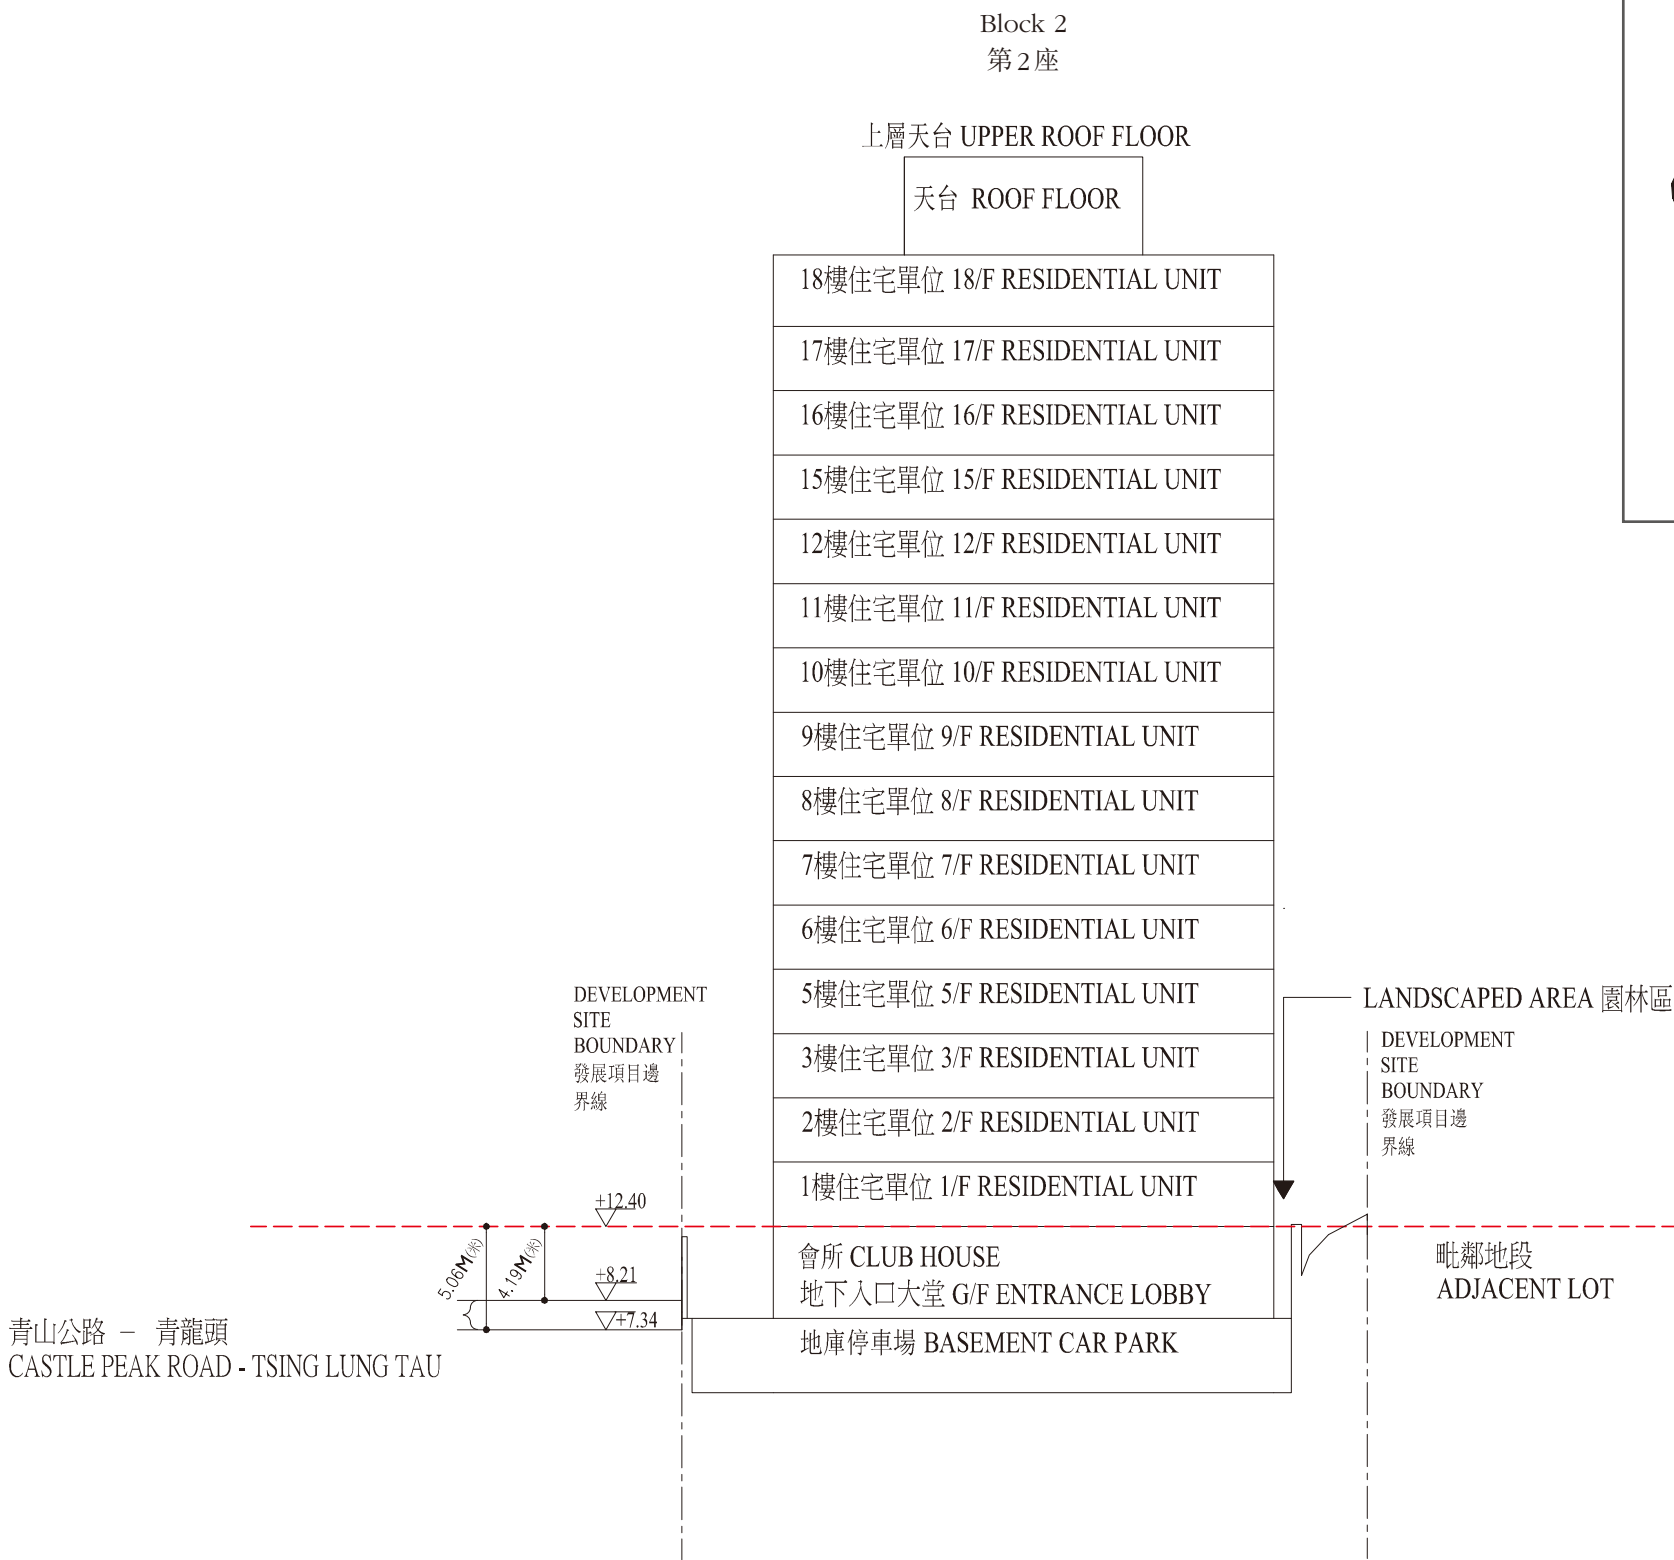 Block 2
第2座
上層天台 UPPER ROOF FLOOR
天台 ROOF FLOOR
18樓住宅單位 18/F RESIDENTIAL UNIT
17樓住宅單位 17/F RESIDENTIAL UNIT
16樓住宅單位 16/F RESIDENTIAL UNIT
15樓住宅單位 15/F RESIDENTIAL UNIT
12樓住宅單位 12/F RESIDENTIAL UNIT
11樓住宅單位 11/F RESIDENTIAL UNIT
10樓住宅單位 10/F RESIDENTIAL UNIT
9樓住宅單位 9/F RESIDENTIAL UNIT
8樓住宅單位 8/F RESIDENTIAL UNIT
7樓住宅單位 7/F RESIDENTIAL UNIT
6樓住宅單位 6/F RESIDENTIAL UNIT
5樓住宅單位 5/F RESIDENTIAL UNIT
3樓住宅單位 3/F RESIDENTIAL UNIT
2樓住宅單位 2/F RESIDENTIAL UNIT
1樓住宅單位 1/F RESIDENTIAL UNIT
會所 CLUB HOUSE
地下入口大堂 G/F ENTRANCE LOBBY
地庫停車場 BASEMENT CAR PARK
DEVELOPMENT
SITE
BOUNDARY
發展項目邊
界線
LANDSCAPED AREA 園林區
DEVELOPMENT
SITE
BOUNDARY
發展項目邊
界線
+12.40
5.06M(米)
4.19M(米)
+8.21
+7.34
青山公路 – 青龍頭
CASTLE PEAK ROAD - TSING LUNG TAU
毗鄰地段
ADJACENT LOT